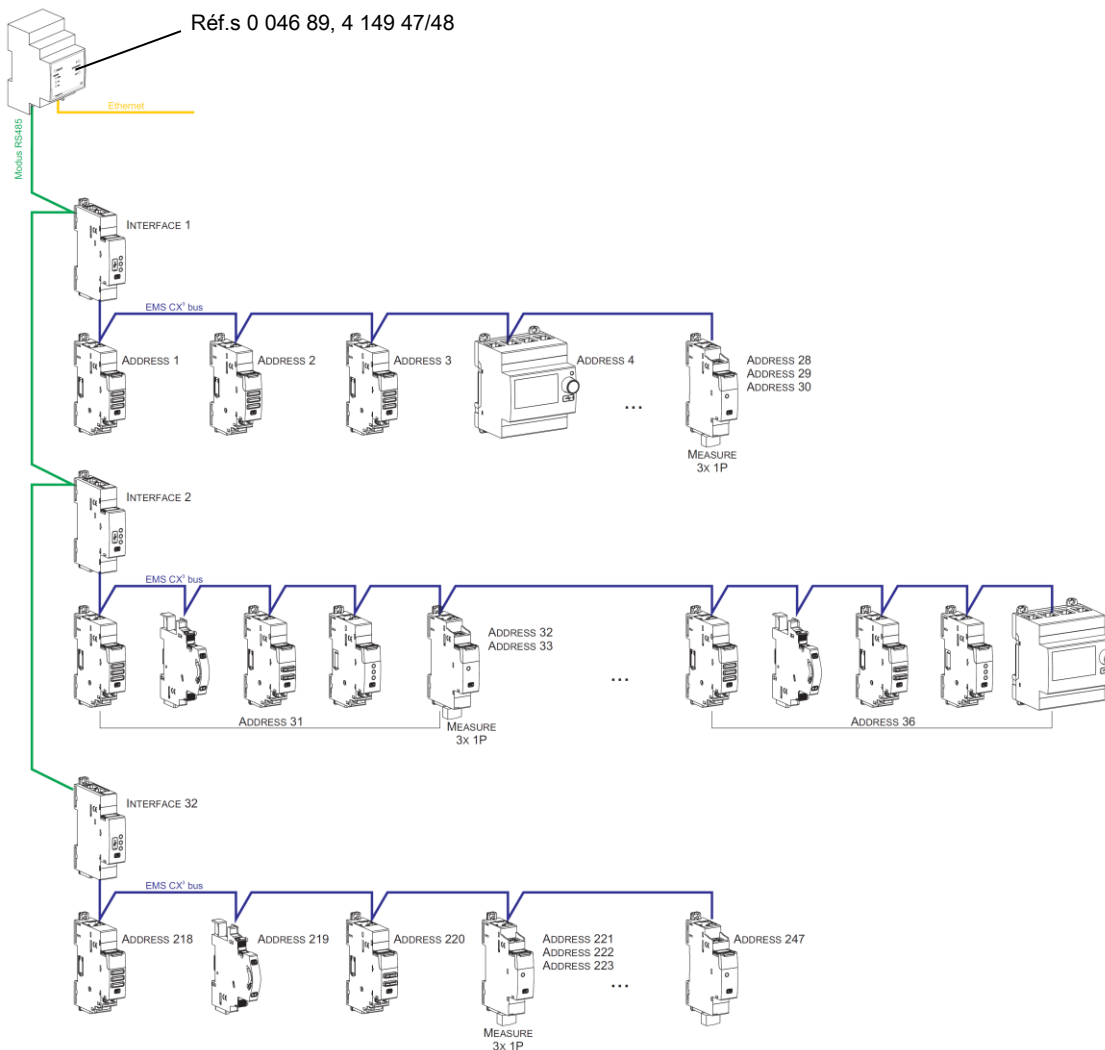 Réf.s 0 046 89, 4 149 47/48
Ethernet
Modus RS485
INTERFACE 1
EMS CX³ bus
ADDRESS 1
ADDRESS 2
ADDRESS 3
ADDRESS 4
...
ADDRESS 28
ADDRESS 29
ADDRESS 30
MEASURE
3X 1P
INTERFACE 2
EMS CX³ bus
ADDRESS 32
ADDRESS 33
...
ADDRESS 31
MEASURE
3X 1P
ADDRESS 36
INTERFACE 32
EMS CX³ bus
ADDRESS 218
ADDRESS 219
ADDRESS 220
ADDRESS 221
ADDRESS 222
ADDRESS 223
...
ADDRESS 247
MEASURE
3X 1P